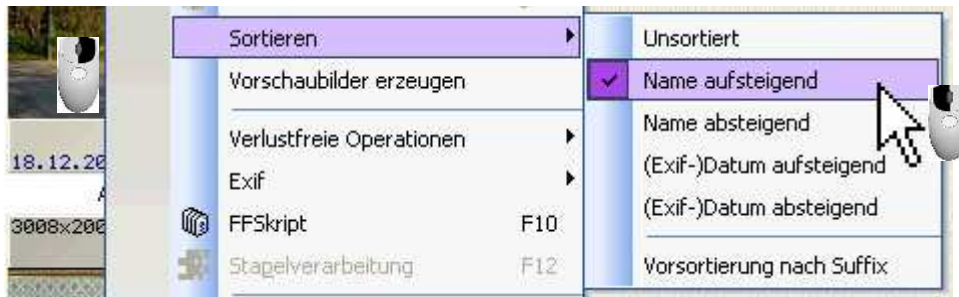 Sortieren
Vorschaubilder erzeugen
Verlustfreie Operationen
Exif
FFSkript F10
Stapelverarbeitung F12
Unsortiert
Name aufsteigend
Name absteigend
(Exif-)Datum aufsteigend
(Exif-)Datum absteigend
Vorsortierung nach Suffix
18.12.20
A
3008x200